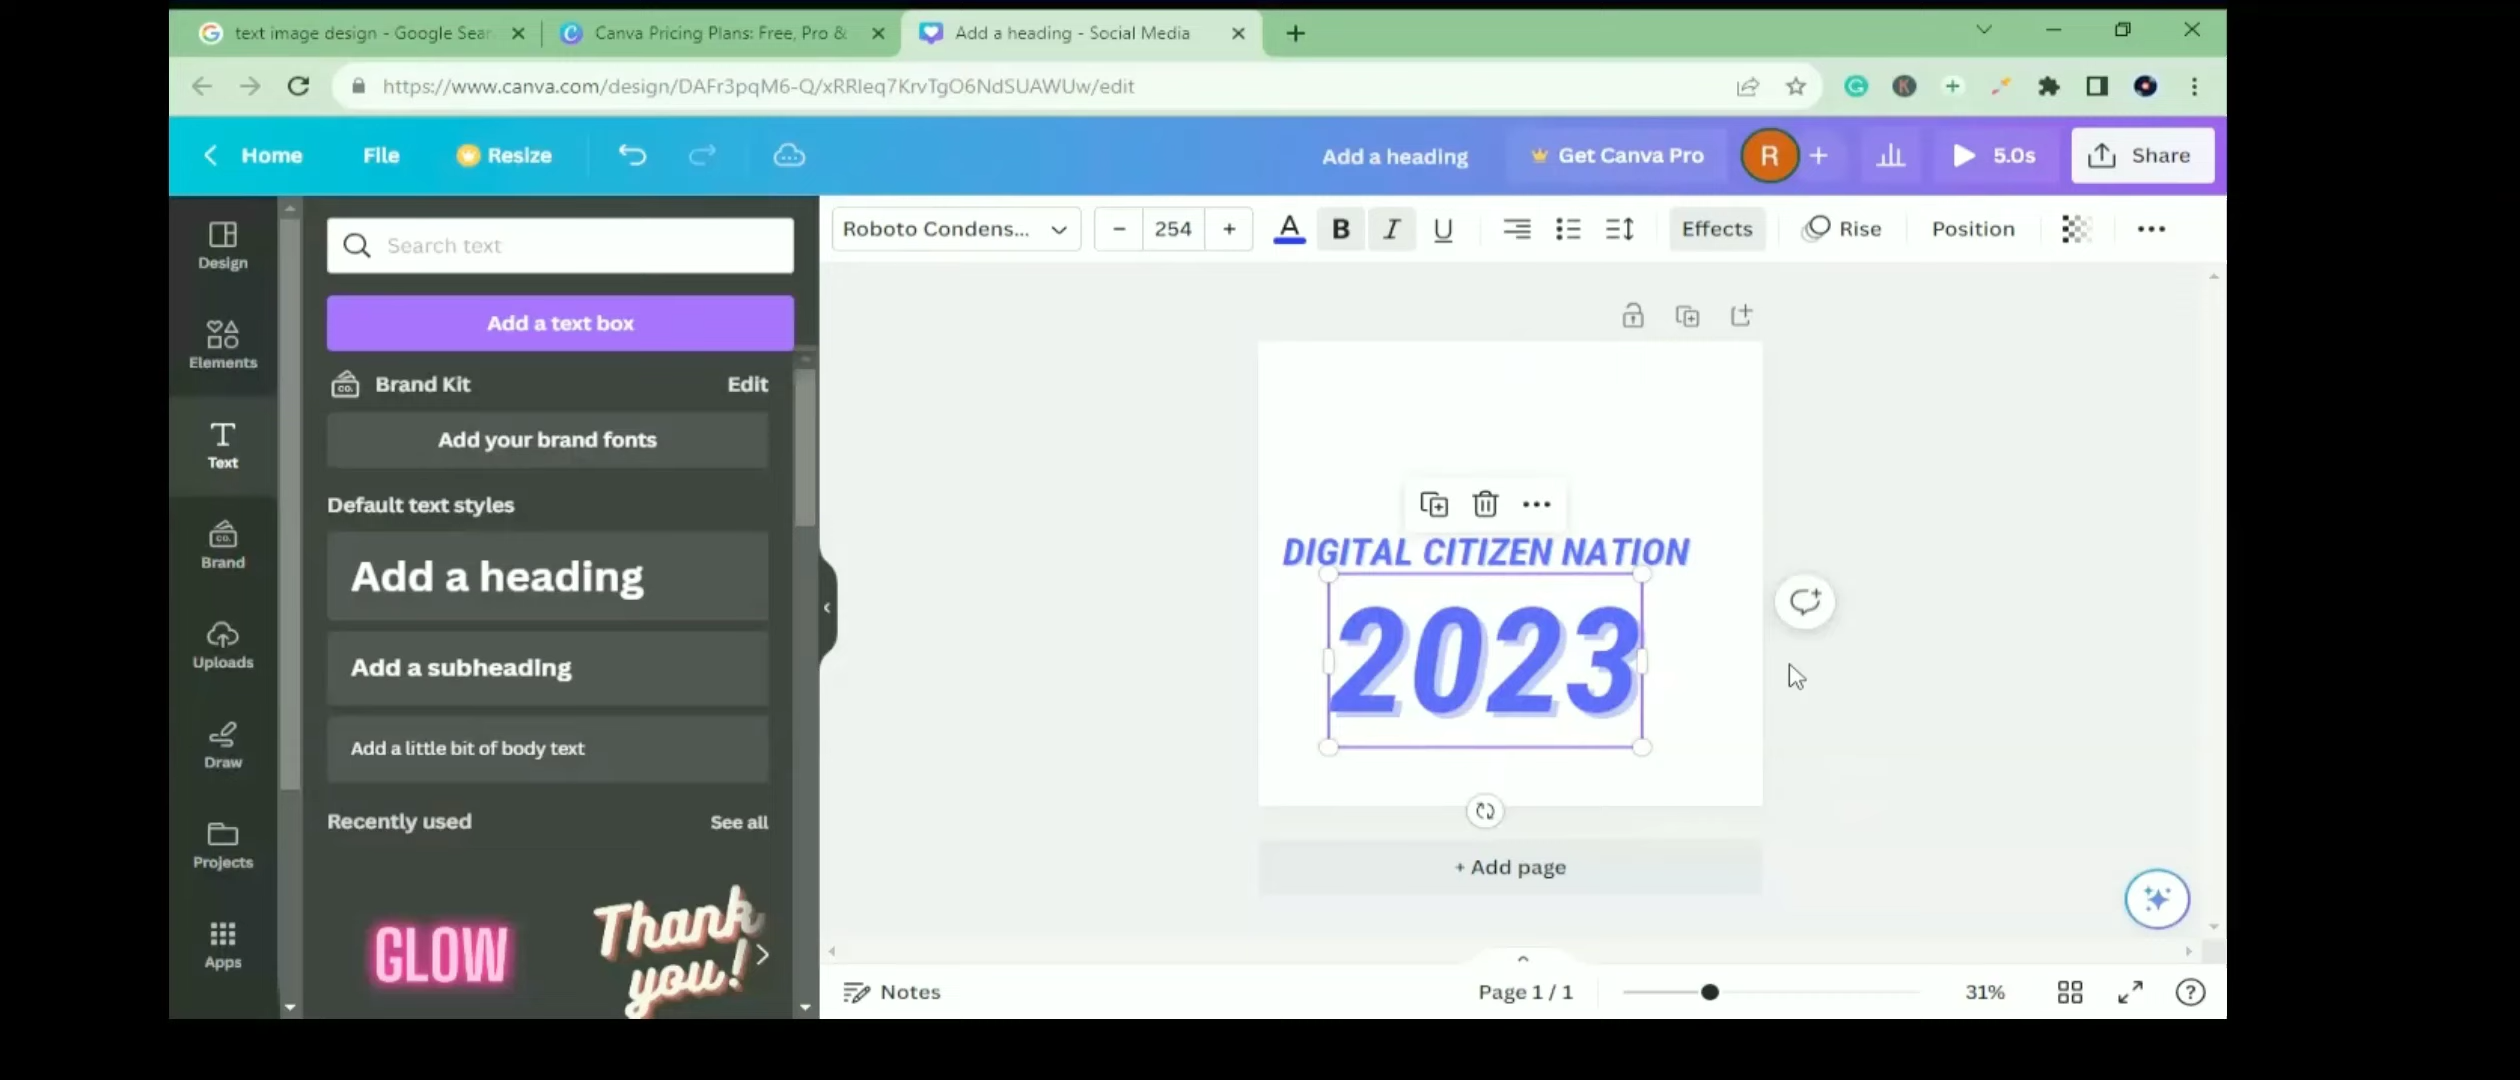 text image design - Google Sear
Canva Pricing Plans: Free, Pro &
Add a heading - Social Media
https://www.canva.com/design/DAFr3pqM6-Q/xRRleq7KrvTgO6NdSUAWUw/edit
Home
File
Resize
Add a heading
Get Canva Pro
R
5.0s
Share
Design
Elements
Text
Brand
Uploads
Draw
Projects
Apps
Search text
Add a text box
Brand Kit
Edit
Add your brand fonts
Default text styles
Add a heading
Add a subheading
Add a little bit of body text
Recently used
See all
GLOW
Thank
you!
Roboto Condens...
254
A
B
I
U
Effects
Rise
Position
DIGITAL CITIZEN NATION
2023
+ Add page
Notes
Page 1 / 1
31%